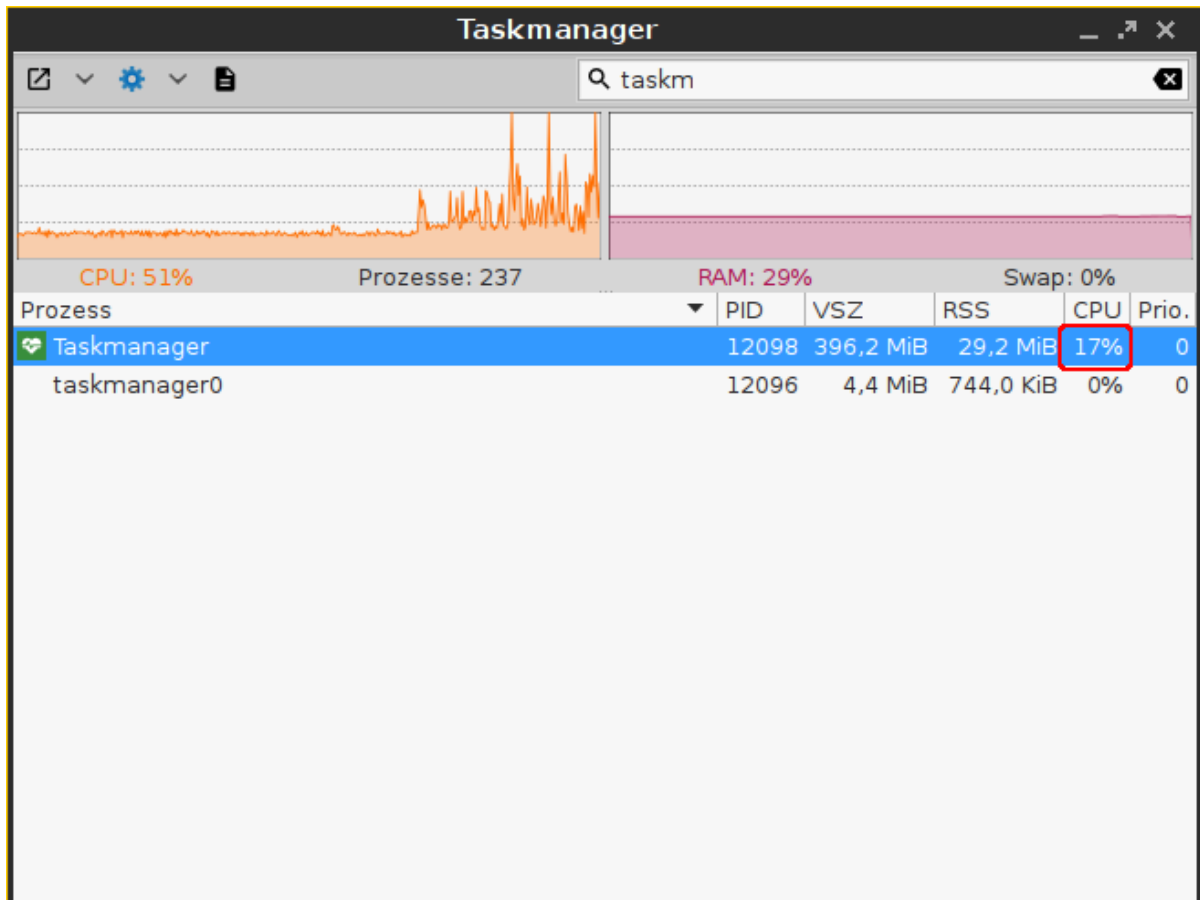 Taskmanager
taskm
CPU: 51% Prozesse: 237 RAM: 29% Swap: 0%
Prozess PID VSZ RSS CPU Prio.
Taskmanager 12098 396,2 MiB 29,2 MiB 17% 0
taskmanager0 12096 4,4 MiB 744,0 KiB 0% 0